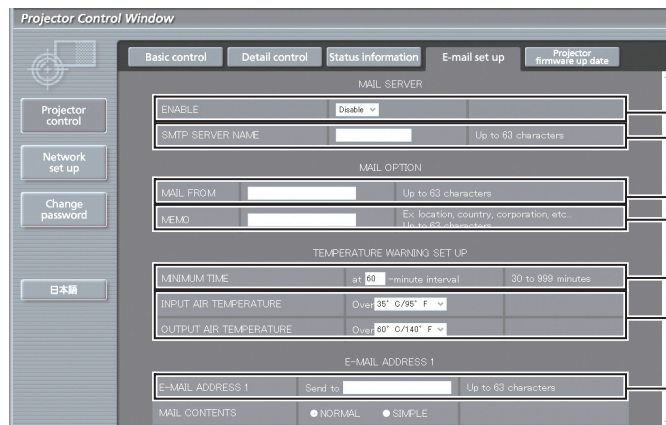 Projector Control Window
Basic control
Detail control
Status information
E-mail set up
Projector
firmware up date
Projector
control
Network
set up
Change
password
日本語
MAIL SERVER
ENABLE Disable
SMTP SERVER NAME Up to 63 characters
MAIL OPTION
MAIL FROM Up to 63 characters
MEMO Ex. location, country, corporation, etc..
Up to 63 characters
TEMPERATURE WARNING SET UP
MINIMUM TIME at 60 -minute interval 30 to 999 minutes
INPUT AIR TEMPERATURE Over 35° C/95° F
OUTPUT AIR TEMPERATURE Over 60° C/140° F
E-MAIL ADDRESS 1
E-MAIL ADDRESS 1 Send to Up to 63 characters
MAIL CONTENTS NORMAL SIMPLE